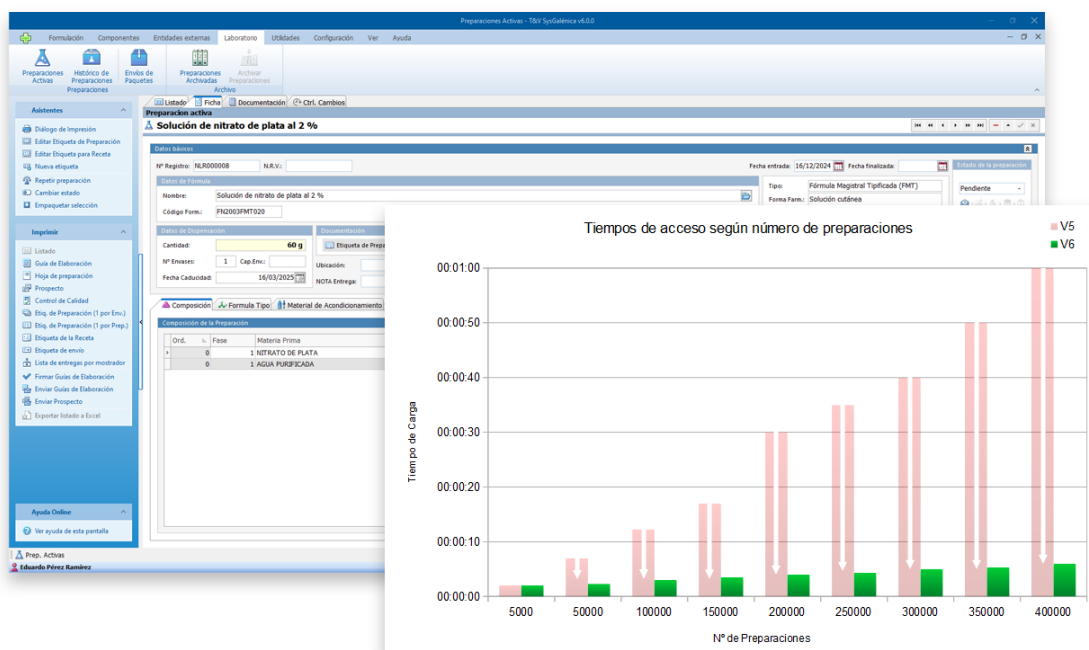 Preparaciones Activas - T&V SysGalénica v6.0.0
Formulación Componentes Entidades externas Laboratorio Utilidades Configuración Ver Ayuda
Preparaciones Activas
Histórico de Preparaciones
Envíos de Paquetes
Preparaciones Archivadas
Archivar Preparaciones
Preparaciones
Archivo
Asistentes
Diálogo de Impresión
Editar Etiqueta de Preparación
Editar Etiqueta para Receta
Nueva etiqueta
Repetir preparación
Cambiar estado
Empaquetar selección
Imprimir
Listado
Guía de Elaboración
Hoja de preparación
Prospecto
Control de Calidad
Etiq. de Preparación (1 por Env.)
Etiq. de Preparación (1 por Prep.)
Etiqueta de la Receta
Etiqueta de envío
Lista de entregas por mostrador
Firmar Guías de Elaboración
Enviar Guías de Elaboración
Enviar Prospecto
Exportar listado a Excel
Ayuda Online
Ver ayuda de esta pantalla
Prep. Activas
Eduardo Pérez Ramírez
Listado Ficha Documentación Ctrl. Cambios
Preparacion activa
Solución de nitrato de plata al 2 %
Datos básicos
Nº Registro: NLR000008 N.R.V.: Fecha entrada: 16/12/2024 Fecha finalizada:
Estado de la preparación
Pendiente
Datos de Fórmula
Nombre: Solución de nitrato de plata al 2 %
Código Form.: FN2003FMT020
Tipo: Fórmula Magistral Tipificada (FMT)
Forma Farm.: Solución cutánea
Datos de Dispensación
Cantidad: 60 g
Nº Envases: 1 Cap.Env.:
Fecha Caducidad: 16/03/2025
Documentación
Etiqueta de Prepa
Ubicación:
NOTA Entrega:
Composición Formula Tipo Material de Acondicionamiento
Composición de la Preparación
Ord. Fase Materia Prima
0 1 NITRATO DE PLATA
0 1 AGUA PURIFICADA
Tiempos de acceso según número de preparaciones
V5
V6
Tiempo de Carga
00:01:00
00:00:50
00:00:40
00:00:30
00:00:20
00:00:10
00:00:00
5000 50000 100000 150000 200000 250000 300000 350000 400000
Nº de Preparaciones